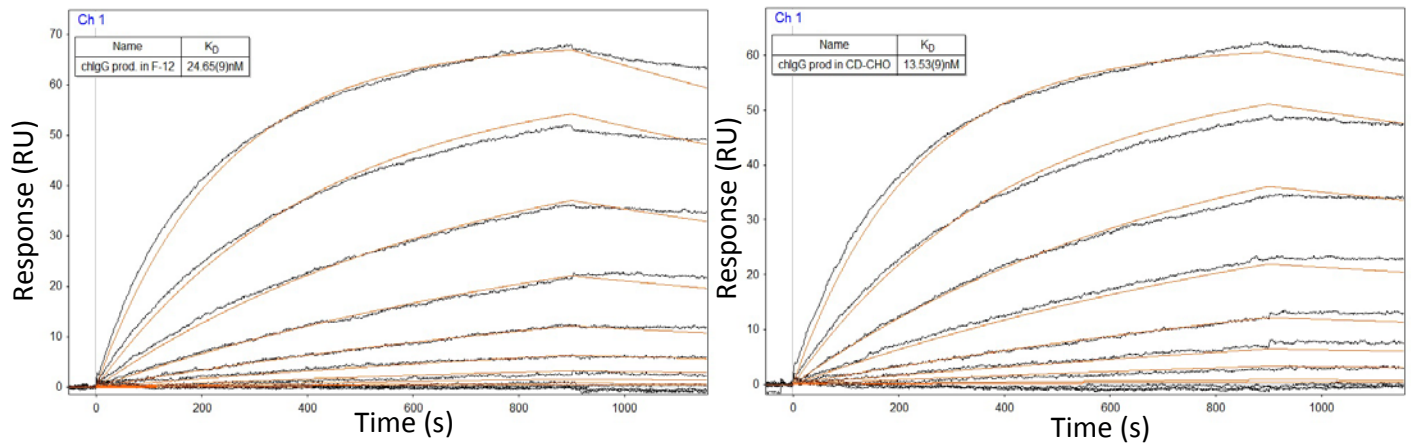 Ch 1
Name K_D
chIgG prod. in F-12 24.65(9)nM
70
60
50
40
30
20
10
0
Response (RU)
0 200 400 600 800 1000
Time (s)
Ch 1
Name K_D
chIgG prod in CD-CHO 13.53(9)nM
60
50
40
30
20
10
0
Response (RU)
0 200 400 600 800 1000
Time (s)